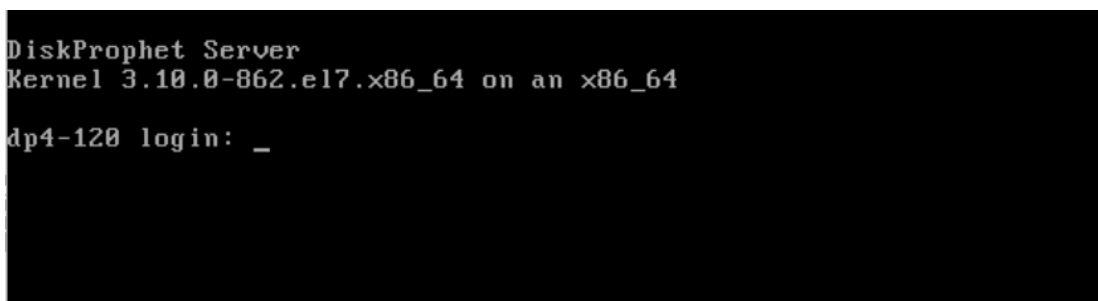 DiskProphet Server
Kernel 3.10.0-862.el7.x86_64 on an x86_64
dp4-120 login: _